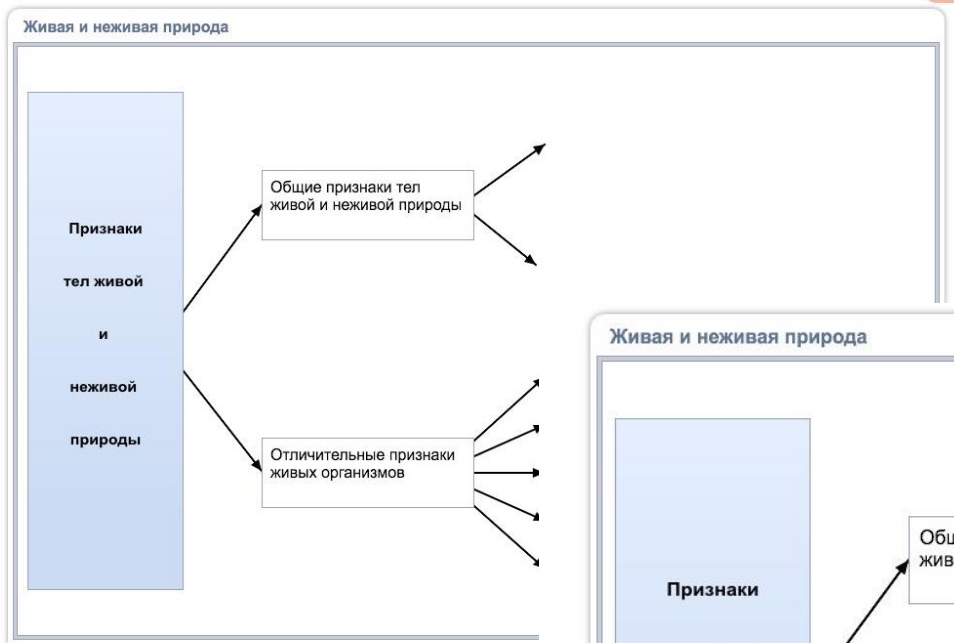 Живая и неживая природа
Признаки
тел живой
и
неживой
природы
Общие признаки тел
живой и неживой природы
Отличительные признаки
живых организмов
Живая и неживая природа
Признаки